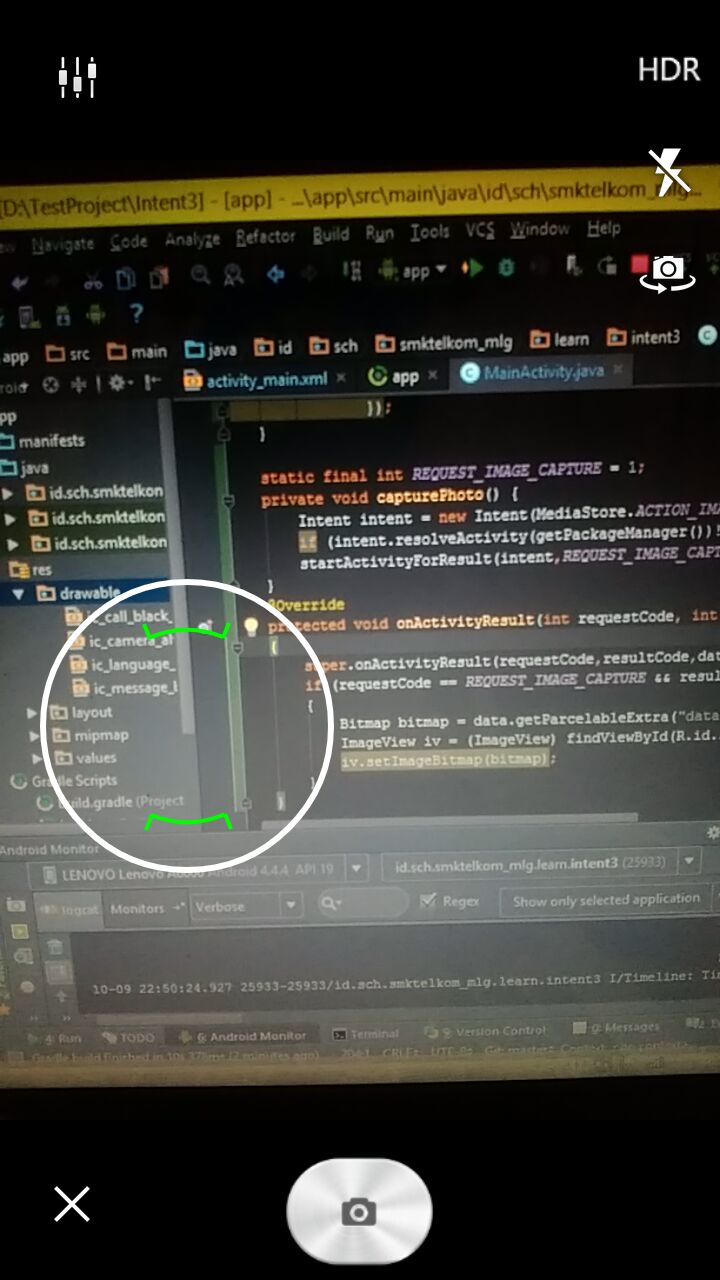 HDR
[D:\TestProject\Intent3] - [app] - ...\app\src\main\java\id\sch\smktelkom_mlg...
Navigate Code Analyze Refactor Build Run Tools VCS Window Help
app
?
app src main java id sch smktelkom_mlg learn intent3
activity_main.xml × app × MainActivity.java ×
});
manifests
}
java
static final int REQUEST_IMAGE_CAPTURE = 1;
id.sch.smktelkon
private void capturePhoto() {
id.sch.smktelkon
Intent intent = new Intent(MediaStore.ACTION_IMA
id.sch.smktelkon
if (intent.resolveActivity(getPackageManager())
res
startActivityForResult(intent,REQUEST_IMAGE_CAPT
drawable
}
@Override
ic_call_black_
protected void onActivityResult(int requestCode, int
ic_camera_al
{
ic_language_
super.onActivityResult(requestCode,resultCode,dat
ic_message_b
if (requestCode == REQUEST_IMAGE_CAPTURE && resul
layout
{
Bitmap bitmap = data.getParcelableExtra("data
mipmap
ImageView iv = (ImageView) findViewById(R.id.
values
iv.setImageBitmap(bitmap);
Gradle Scripts
}
build.gradle (Project
}
Android Monitor
LENOVO Lenovo Android 4.4.4, API 19
id.sch.smktelkom_mlg.learn.intent3 (25933)
logcat Monitors Verbose Regex Show only selected application
10-09 22:50:24.927 25933-25933/id.sch.smktelkom_mlg.learn.intent3 I/Timeline: Tim
4: Run TODO 6: Android Monitor Terminal 9: Version Control 0: Messages
Gradle build finished in 10s 378ms (2 minutes ago)